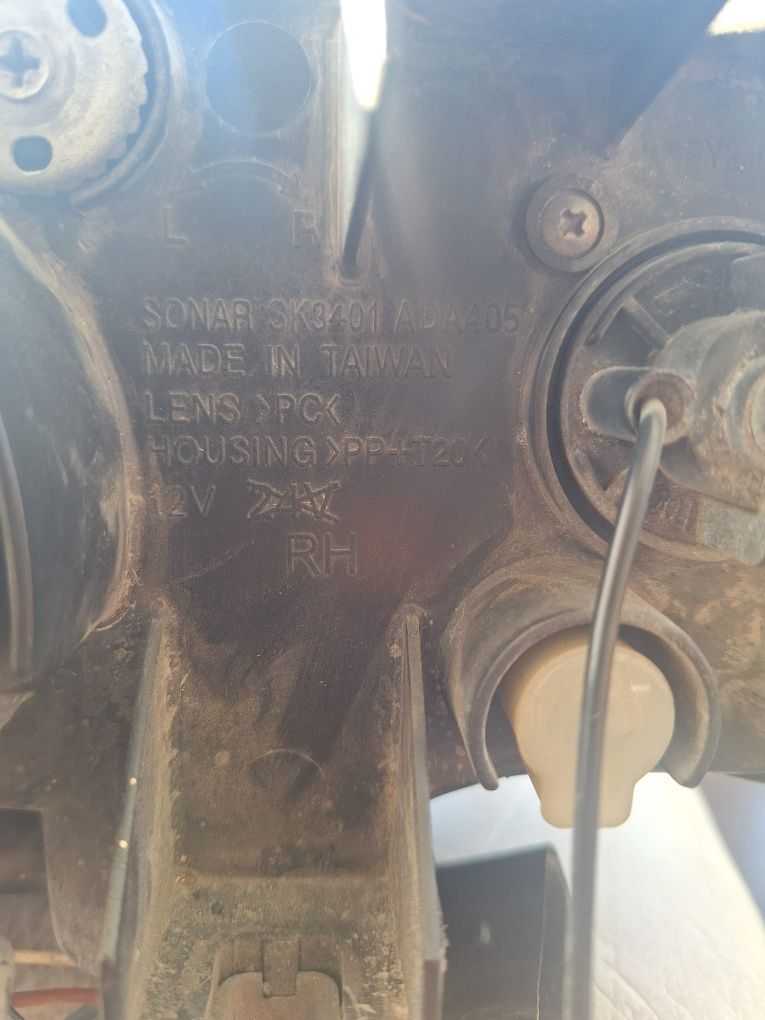 L R
SONAR SK3401 ADA405
MADE IN TAIWAN
LENS >PC<
HOUSING >PP+T20<
12V 24V
RH